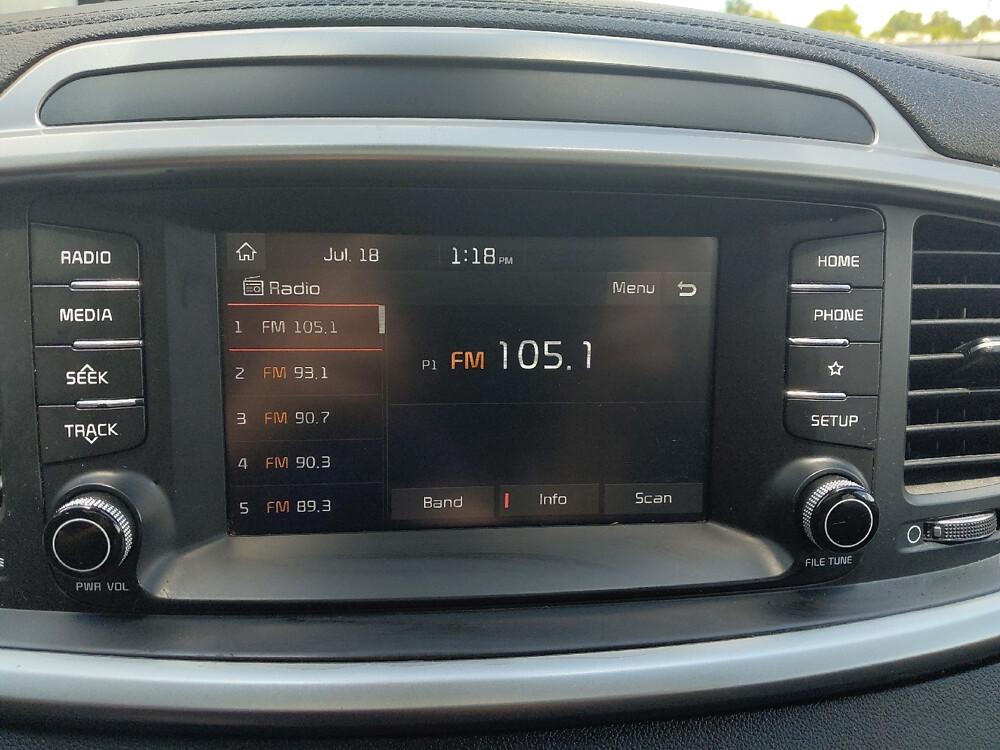 RADIO
MEDIA
SEEK
TRACK
PWR VOL
Jul. 18 1:18 PM
Radio
Menu
1 FM 105.1
2 FM 93.1
3 FM 90.7
4 FM 90.3
5 FM 89.3
P1 FM 105.1
Band Info Scan
HOME
PHONE
SETUP
FILE TUNE